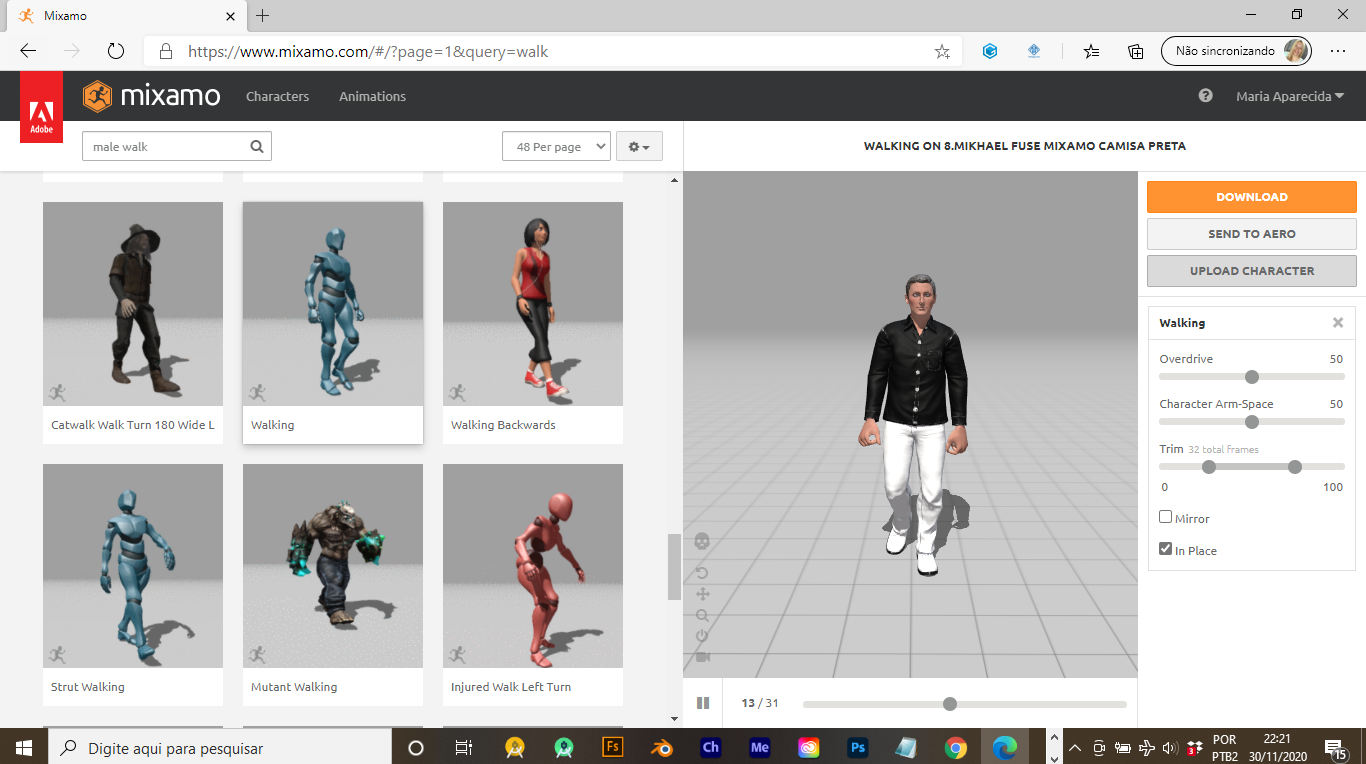 Mixamo
https://www.mixamo.com/#/?page=1&query=walk
Não sincronizando
Adobe
mixamo
Characters
Animations
Maria Aparecida
male walk
48 Per page
WALKING ON 8.MIKHAEL FUSE MIXAMO CAMISA PRETA
Catwalk Walk Turn 180 Wide L
Walking
Walking Backwards
Strut Walking
Mutant Walking
Injured Walk Left Turn
DOWNLOAD
SEND TO AERO
UPLOAD CHARACTER
Walking
Overdrive 50
Character Arm-Space 50
Trim 32 total frames
0 100
Mirror
In Place
13 / 31
Digite aqui para pesquisar
Fs
Ch
Me
Ps
3
POR
PTB2
22:21
30/11/2020
15